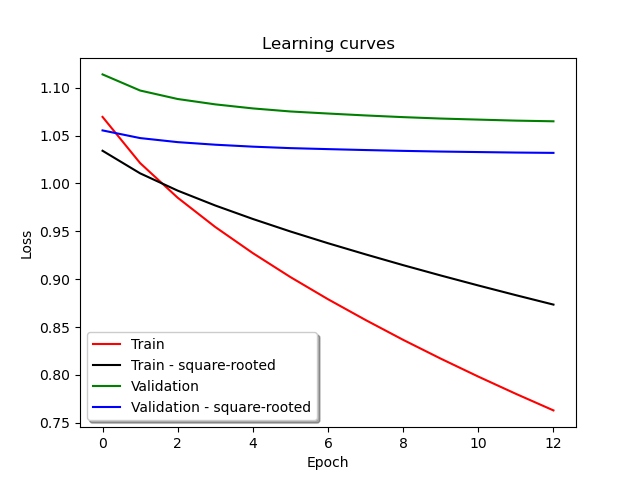 Learning curves
Loss
1.10
1.05
1.00
0.95
0.90
0.85
0.80
0.75
Train
Train - square-rooted
Validation
Validation - square-rooted
0 2 4 6 8 10 12
Epoch